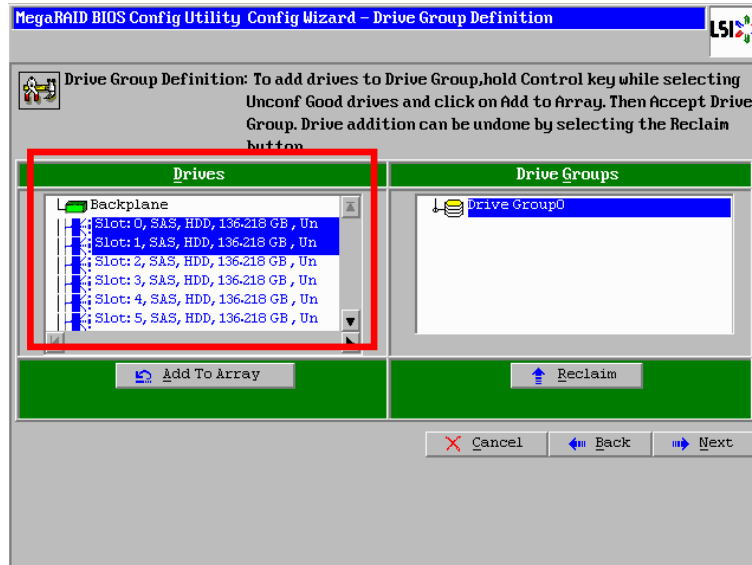 MegaRAID BIOS Config Utility Config Wizard – Drive Group Definition
LSI
Drive Group Definition: To add drives to Drive Group,hold Control key while selecting
Unconf Good drives and click on Add to Array. Then Accept Drive
Group. Drive addition can be undone by selecting the Reclaim
button
Drives
Drive Groups
Backplane
Slot: 0, SAS, HDD, 136.218 GB , Un
Slot: 1, SAS, HDD, 136.218 GB , Un
Slot: 2, SAS, HDD, 136.218 GB , Un
Slot: 3, SAS, HDD, 136.218 GB , Un
Slot: 4, SAS, HDD, 136.218 GB , Un
Slot: 5, SAS, HDD, 136.218 GB , Un
Drive Group0
Add To Array
Reclaim
Cancel
Back
Next